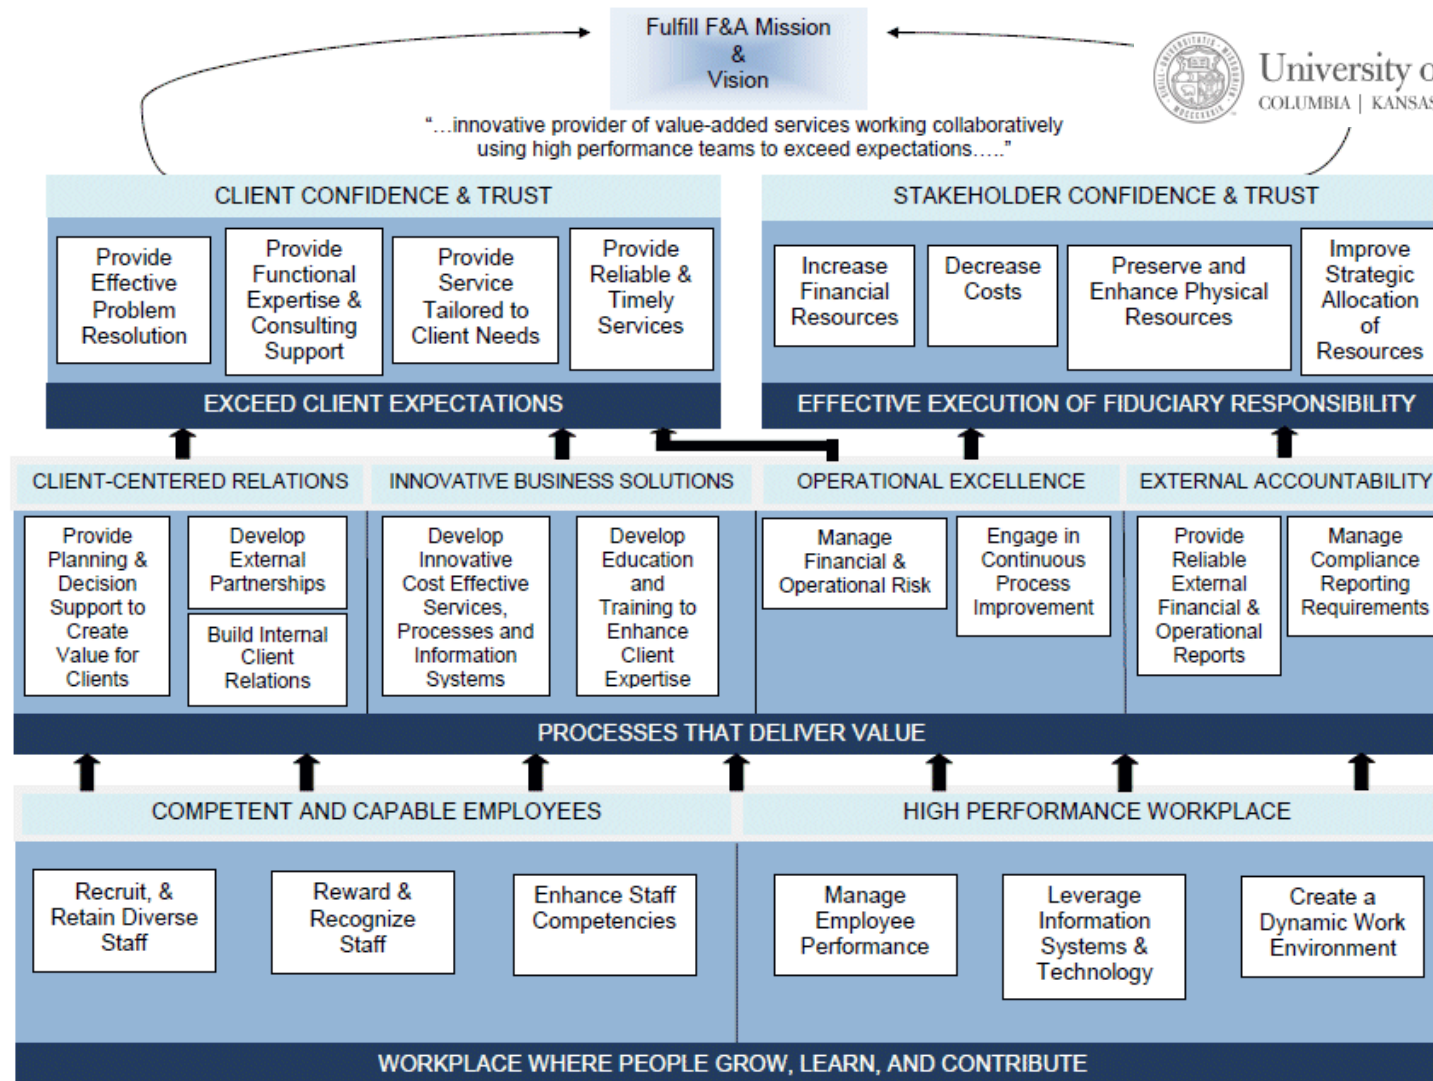 Fulfill F&A Mission
&
Vision
University o
COLUMBIA | KANSAS
“…innovative provider of value-added services working collaboratively
using high performance teams to exceed expectations…..”
CLIENT CONFIDENCE & TRUST
Provide
Effective
Problem
Resolution
Provide
Functional
Expertise &
Consulting
Support
Provide
Service
Tailored to
Client Needs
Provide
Reliable &
Timely
Services
EXCEED CLIENT EXPECTATIONS
STAKEHOLDER CONFIDENCE & TRUST
Increase
Financial
Resources
Decrease
Costs
Preserve and
Enhance Physical
Resources
Improve
Strategic
Allocation
of
Resources
EFFECTIVE EXECUTION OF FIDUCIARY RESPONSIBILITY
CLIENT-CENTERED RELATIONS
Provide
Planning &
Decision
Support to
Create
Value for
Clients
Develop
External
Partnerships
Build Internal
Client
Relations
INNOVATIVE BUSINESS SOLUTIONS
Develop
Innovative
Cost Effective
Services,
Processes and
Information
Systems
Develop
Education
and
Training to
Enhance
Client
Expertise
OPERATIONAL EXCELLENCE
Manage
Financial &
Operational Risk
Engage in
Continuous
Process
Improvement
EXTERNAL ACCOUNTABILITY
Provide
Reliable
External
Financial &
Operational
Reports
Manage
Compliance
Reporting
Requirements
PROCESSES THAT DELIVER VALUE
COMPETENT AND CAPABLE EMPLOYEES
Recruit, &
Retain Diverse
Staff
Reward &
Recognize
Staff
Enhance Staff
Competencies
HIGH PERFORMANCE WORKPLACE
Manage
Employee
Performance
Leverage
Information
Systems &
Technology
Create a
Dynamic Work
Environment
WORKPLACE WHERE PEOPLE GROW, LEARN, AND CONTRIBUTE